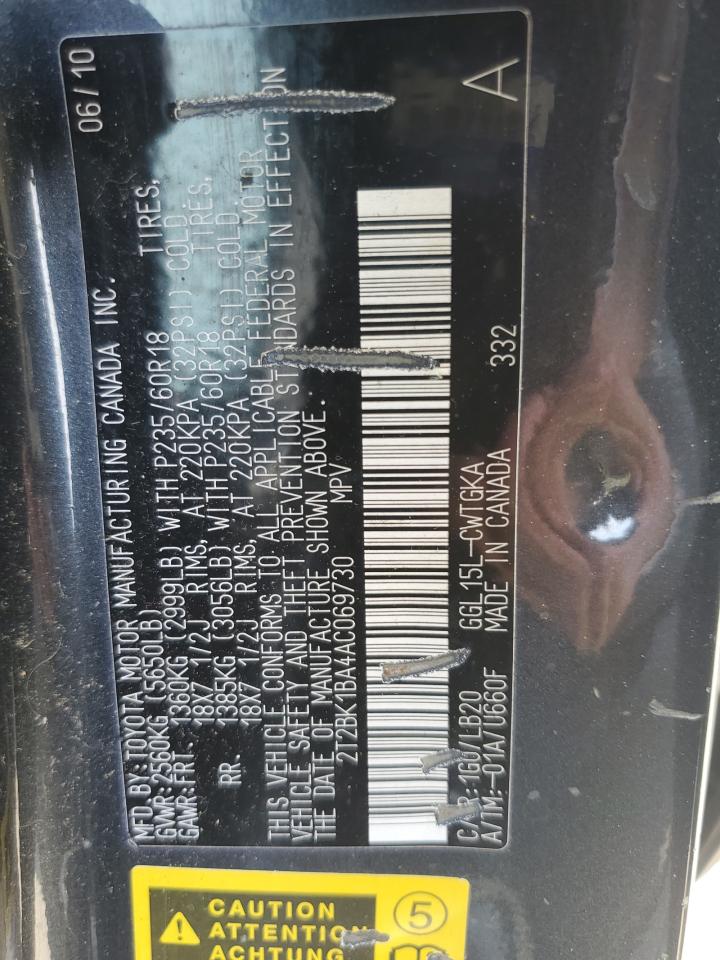 MFD. BY: TOYOTA MOTOR MANUFACTURING CANADA INC. 06/10
GVWR: 2560KG (5650LB)
GAWR: FRT. 1360KG (2999LB) WITH P235/60R18 TIRES,
18X7 1/2J RIMS, AT 220KPA (32PSI) COLD
RR. 1385KG (3056LB) WITH P235/60R18 TIRES,
18X7 1/2J RIMS, AT 220KPA (32PSI) COLD.
THIS VEHICLE CONFORMS TO ALL APPLICABLE FEDERAL MOTOR
VEHICLE SAFETY AND THEFT PREVENTION STANDARDS IN EFFECT ON
THE DATE OF MANUFACTURE SHOWN ABOVE.
2T2BK1BA4AC069730 MPV
C/TR: 1G0/LB20 GGL15L-CWTGKA A
A/TM: -01A/U660F MADE IN CANADA 332
CAUTION
ATTENTION
ACHTUNG
5